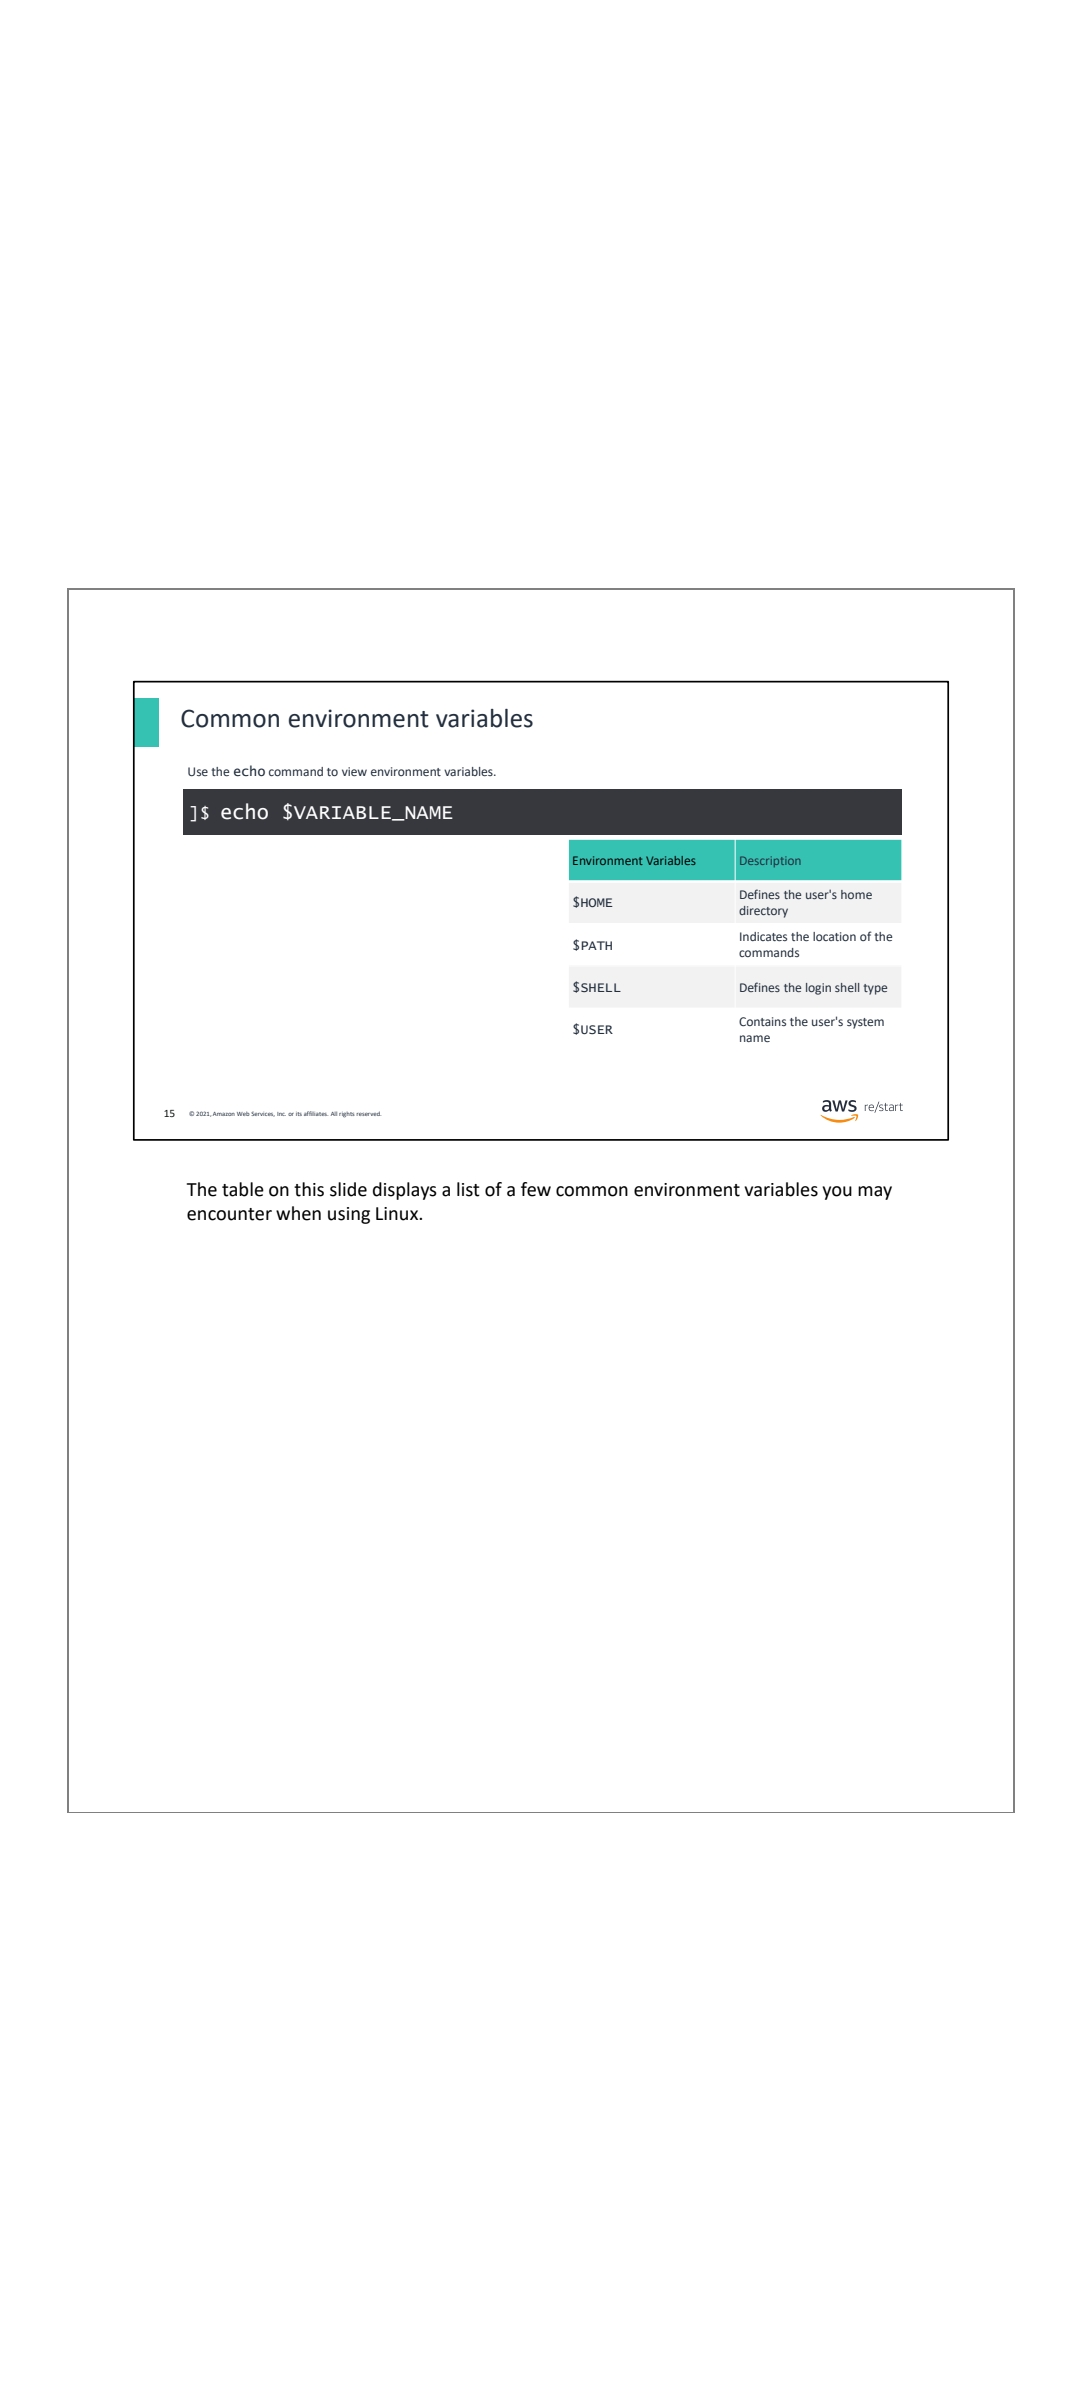 Common environment variables
Use the echo command to view environment variables.
]$ echo $VARIABLE_NAME
Environment Variables Description
$HOME Defines the user's home
directory
$PATH Indicates the location of the
commands
$SHELL Defines the login shell type
$USER Contains the user's system
name
15 © 2021, Amazon Web Services, Inc. or its affiliates. All rights reserved.
aws re/start
The table on this slide displays a list of a few common environment variables you may
encounter when using Linux.